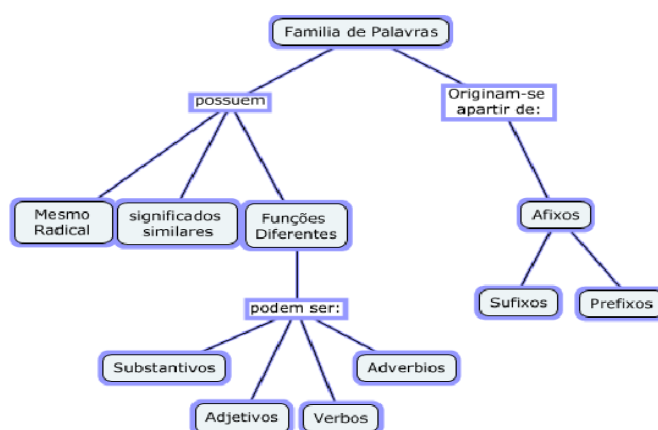 Familia de Palavras
possuem
Originam-se
apartir de:
Mesmo
Radical
significados
similares
Funções
Diferentes
Afixos
Sufixos
Prefixos
podem ser:
Substantivos
Adverbios
Adjetivos
Verbos